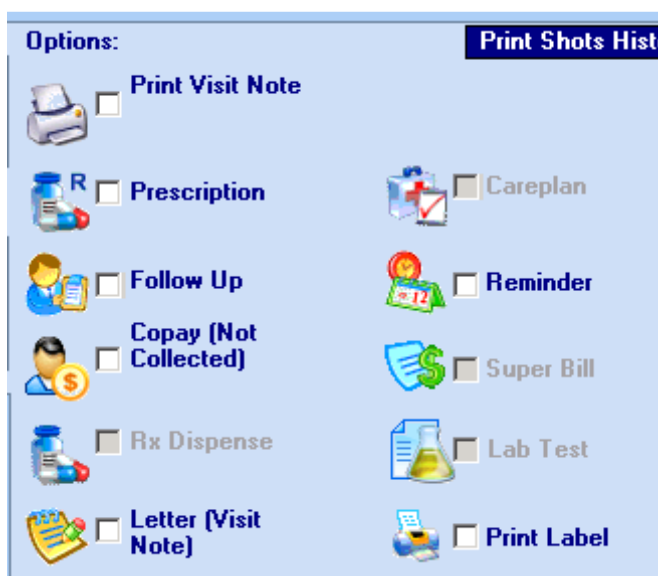 Options:
Print Shots Hist
Print Visit Note
R
Prescription
Careplan
Follow Up
12
Reminder
Copay (Not
Collected)
$
$
Super Bill
Rx Dispense
Lab Test
Letter (Visit
Note)
Print Label